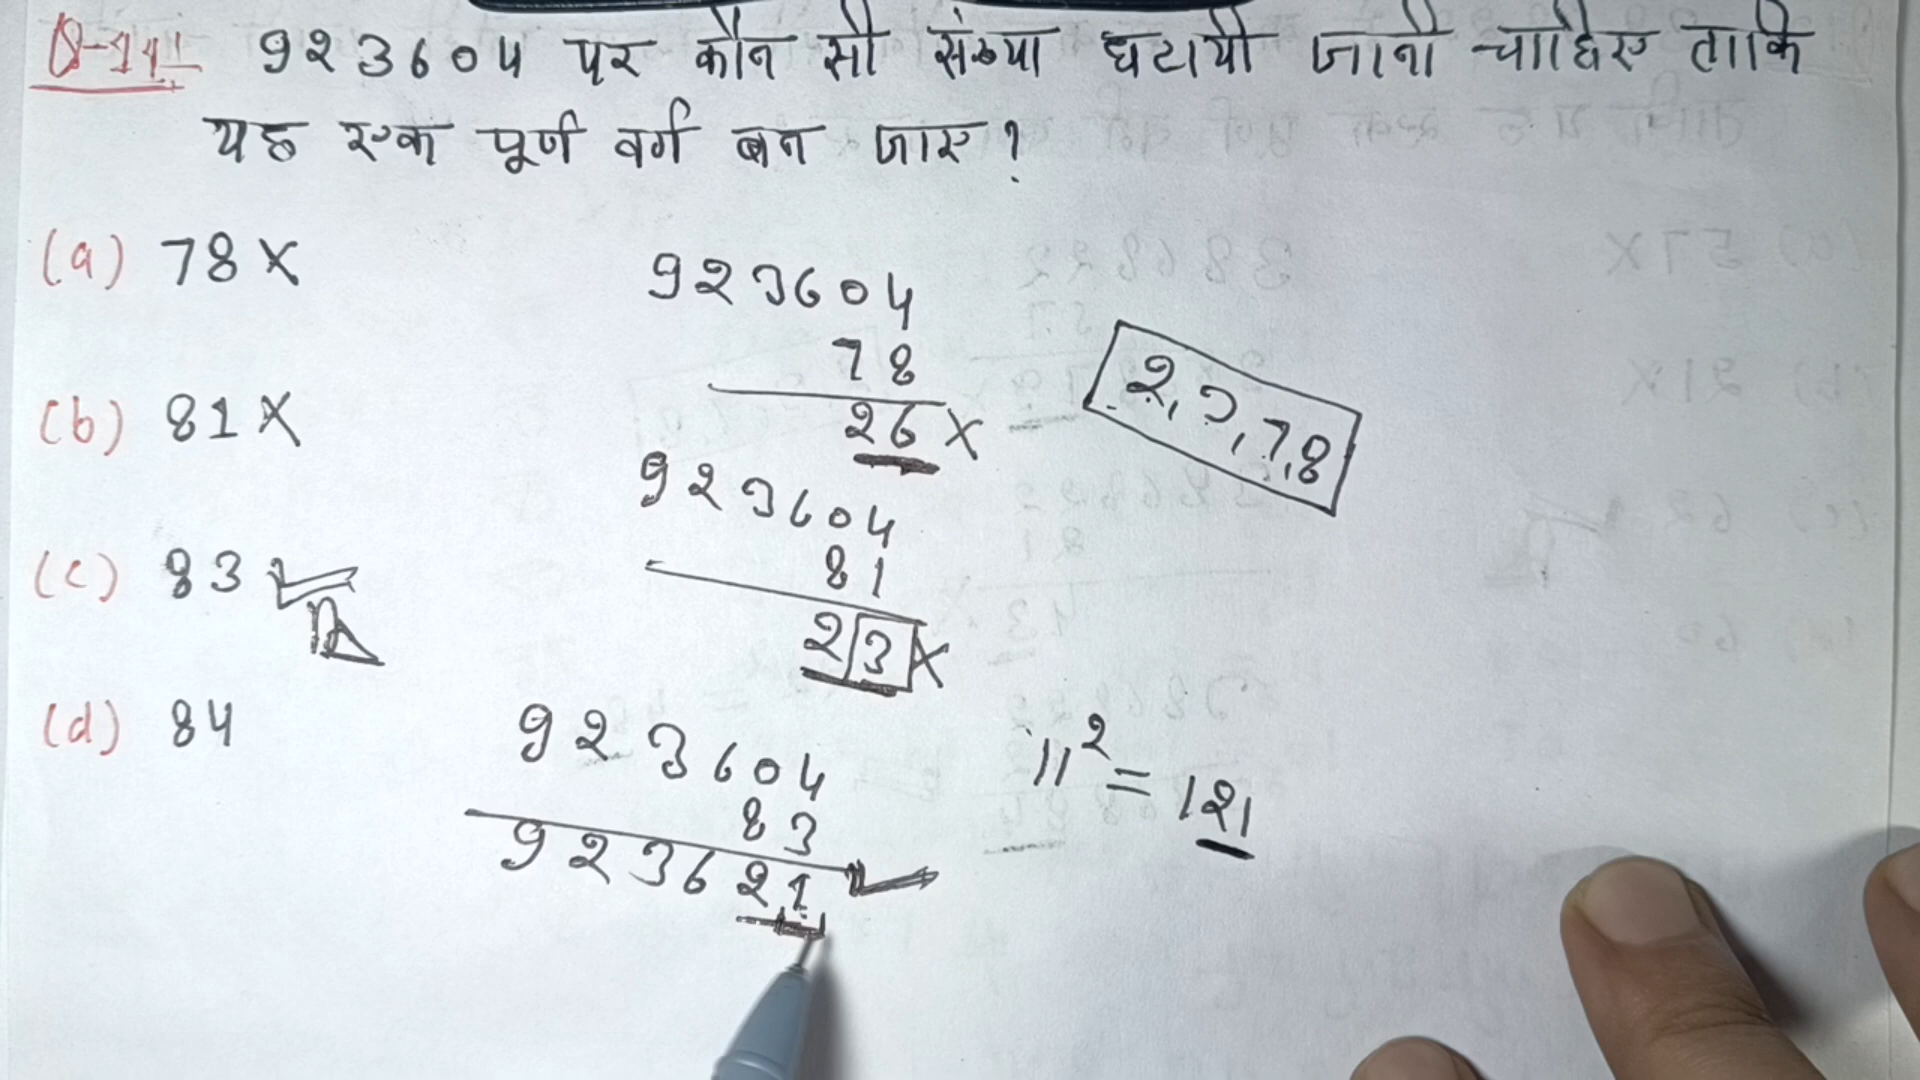 Q-14 923604 पर कौन सी संख्या घटायी जानी चाहिए ताकि
यह एक पूर्ण वर्ग बन जाए?
(a) 78 X
(b) 81 X
(c) 83
(d) 84
923604
78
26 X
923604
81
23 X
923604
83
923621
2, 3, 7, 8
11² = 121